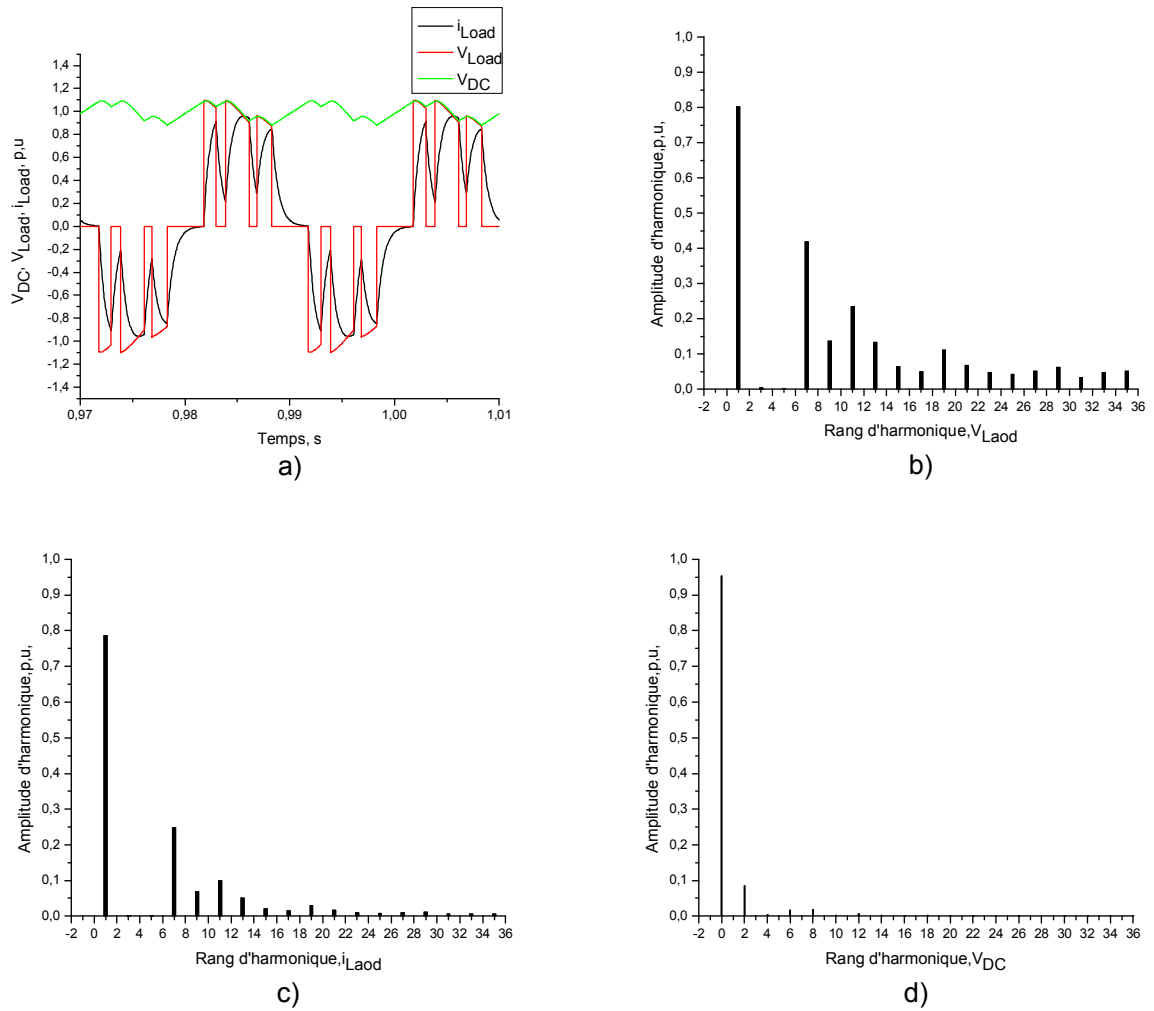 i Load
V Load
V DC
V DC, V Load, i Load, p,u
1,4
1,2
1,0
0,8
0,6
0,4
0,2
0,0
-0,2
-0,4
-0,6
-0,8
-1,0
-1,2
-1,4
0,97 0,98 0,99 1,00 1,01
Temps, s
a)
Amplitude d'harmonique,p,u,
1,0
0,9
0,8
0,7
0,6
0,5
0,4
0,3
0,2
0,1
0,0
-2 0 2 4 6 8 10 12 14 16 18 20 22 24 26 28 30 32 34 36
Rang d'harmonique,V Laod
b)
Amplitude d'harmonique,p,u,
1,0
0,9
0,8
0,7
0,6
0,5
0,4
0,3
0,2
0,1
0,0
-2 0 2 4 6 8 10 12 14 16 18 20 22 24 26 28 30 32 34 36
Rang d'harmonique,i Laod
c)
Amplitude d'harmonique,p,u,
1,0
0,9
0,8
0,7
0,6
0,5
0,4
0,3
0,2
0,1
0,0
-2 0 2 4 6 8 10 12 14 16 18 20 22 24 26 28 30 32 34 36
Rang d'harmonique,V DC
d)